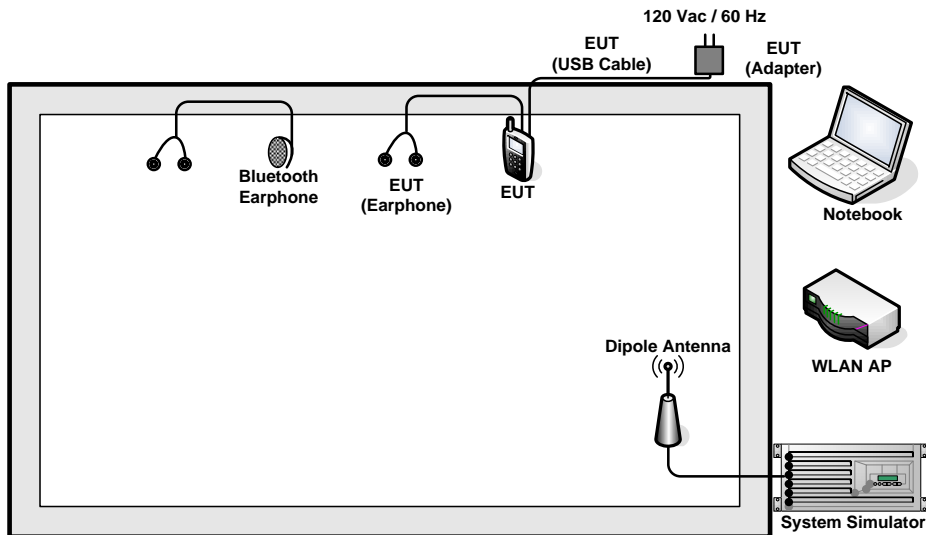 120 Vac / 60 Hz
EUT
(USB Cable)
EUT
(Adapter)
Bluetooth
Earphone
EUT
(Earphone)
EUT
Notebook
WLAN AP
Dipole Antenna
System Simulator